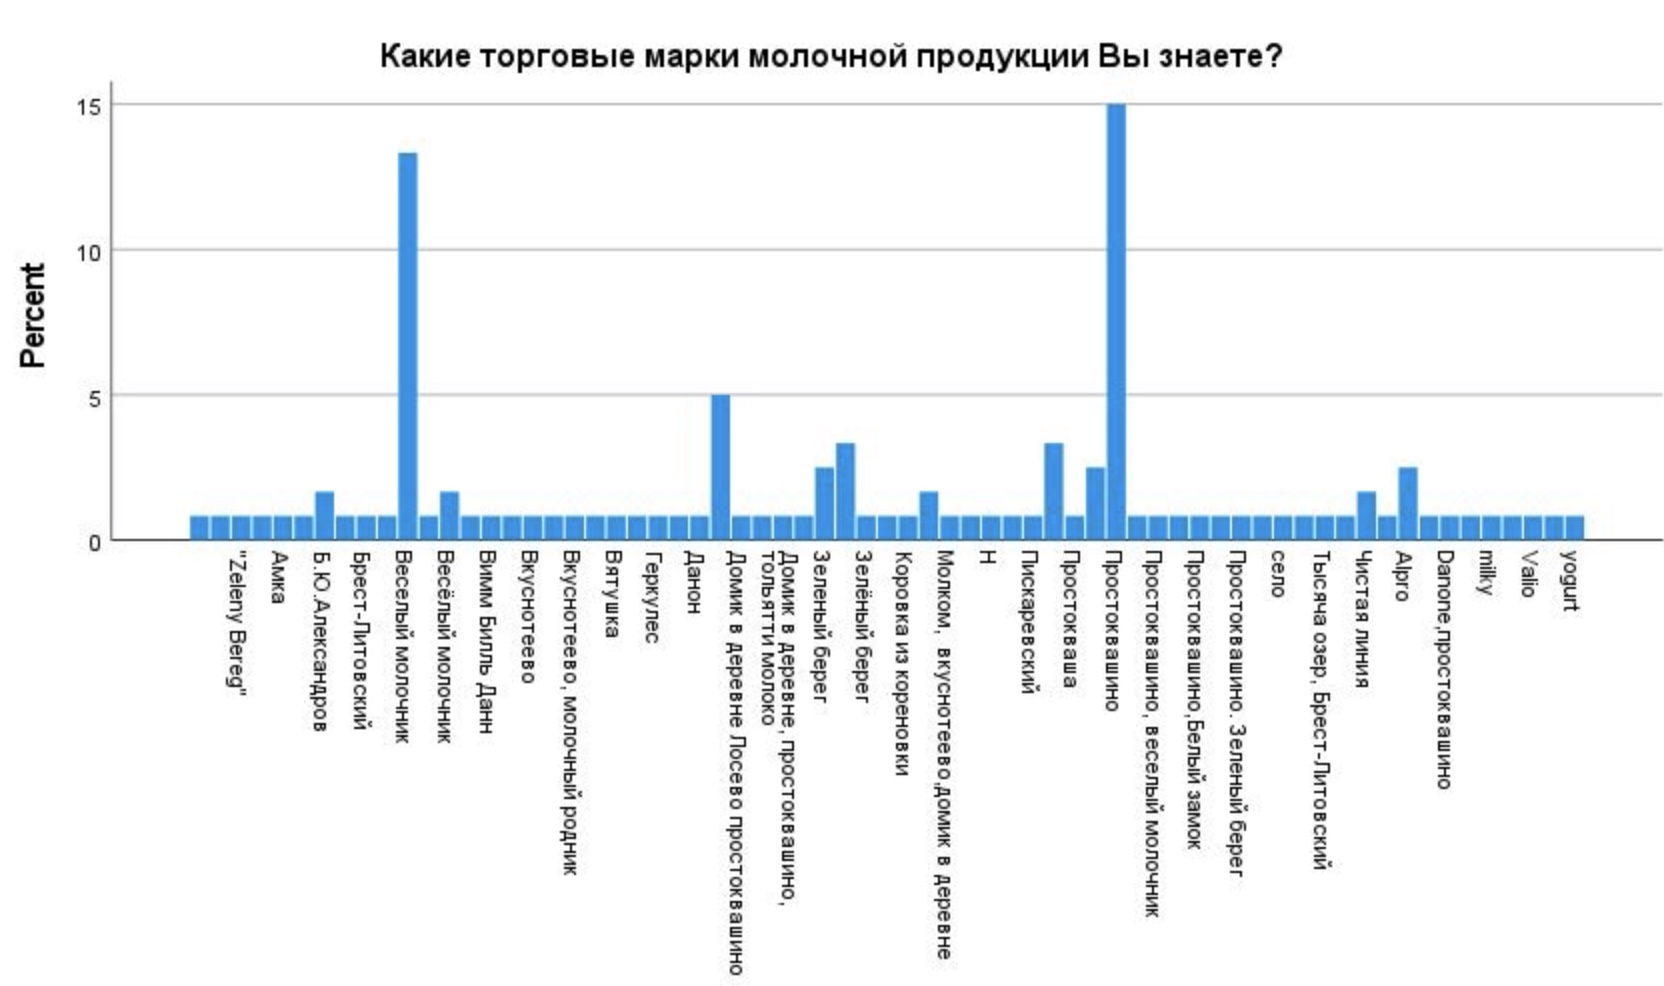 Какие торговые марки молочной продукции Вы знаете?
Percent
15
10
5
0
"Zeleny Bereg"
Амка
Б.Ю.Александров
Брест-Литовский
Веселый молочник
Весёлый молочник
Вимм Билль Данн
Вкуснотеево
Вкуснотеево, молочный родник
Вятушка
Геркулес
Данон
Домик в деревне Лосево простоквашино
Домик в деревне, простоквашино,
тольятти молоко
Зеленый берег
Зелёный берег
Коровка из кореновки
Молком, вкуснотеево,домик в деревне
Н
Пискаревский
Простокваша
Простоквашино
Простоквашино, веселый молочник
Простоквашино,Белый замок
Простоквашино. Зеленый берег
село
Тысяча озер, Брест-Литовский
Чистая линия
Alpro
Danone,простоквашино
milky
Valio
yogurt